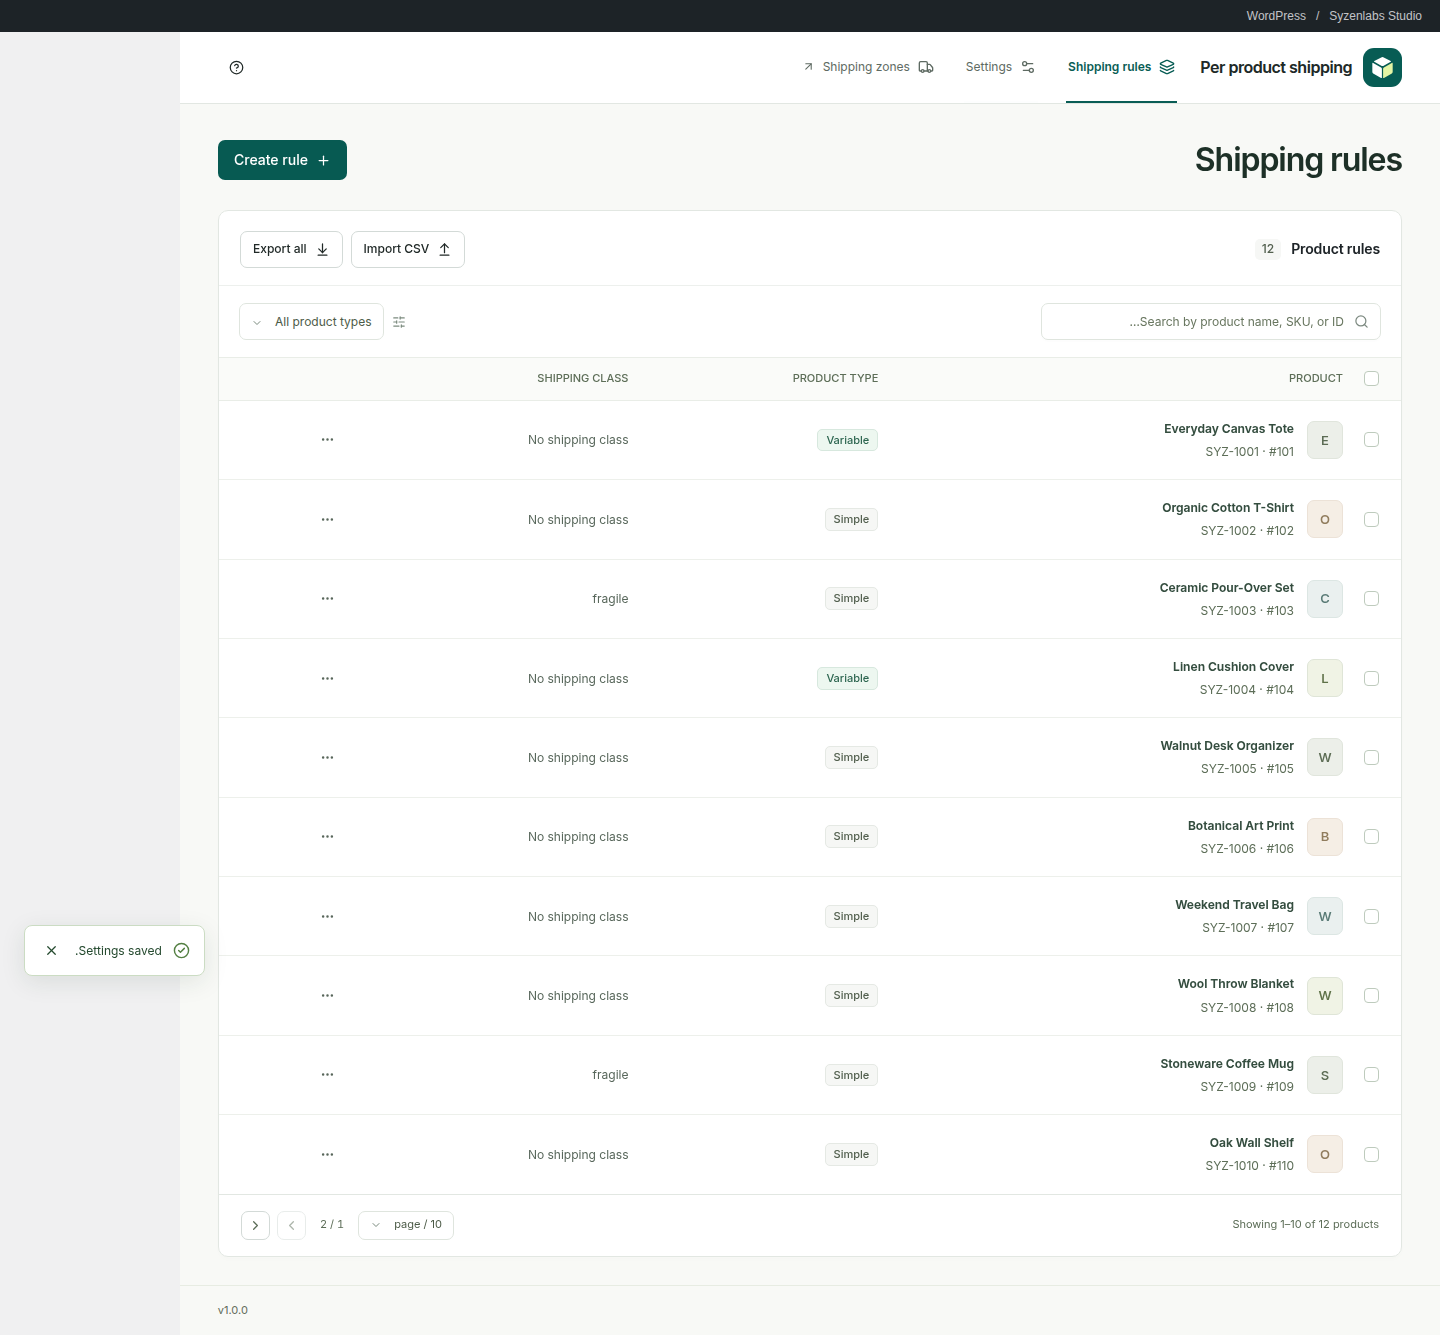 WordPress / Syzenlabs Studio
Per product shipping
Shipping rules
Settings
Shipping zones
Shipping rules
Create rule
Product rules 12
Import CSV
Export all
...Search by product name, SKU, or ID
All product types
PRODUCT
PRODUCT TYPE
SHIPPING CLASS
E
Everyday Canvas Tote
SYZ-1001 · #101
Variable
No shipping class
O
Organic Cotton T-Shirt
SYZ-1002 · #102
Simple
No shipping class
C
Ceramic Pour-Over Set
SYZ-1003 · #103
Simple
fragile
L
Linen Cushion Cover
SYZ-1004 · #104
Variable
No shipping class
W
Walnut Desk Organizer
SYZ-1005 · #105
Simple
No shipping class
B
Botanical Art Print
SYZ-1006 · #106
Simple
No shipping class
W
Weekend Travel Bag
SYZ-1007 · #107
Simple
No shipping class
.Settings saved
W
Wool Throw Blanket
SYZ-1008 · #108
Simple
No shipping class
S
Stoneware Coffee Mug
SYZ-1009 · #109
Simple
fragile
O
Oak Wall Shelf
SYZ-1010 · #110
Simple
No shipping class
Showing 1–10 of 12 products
page / 10
2 / 1
v1.0.0